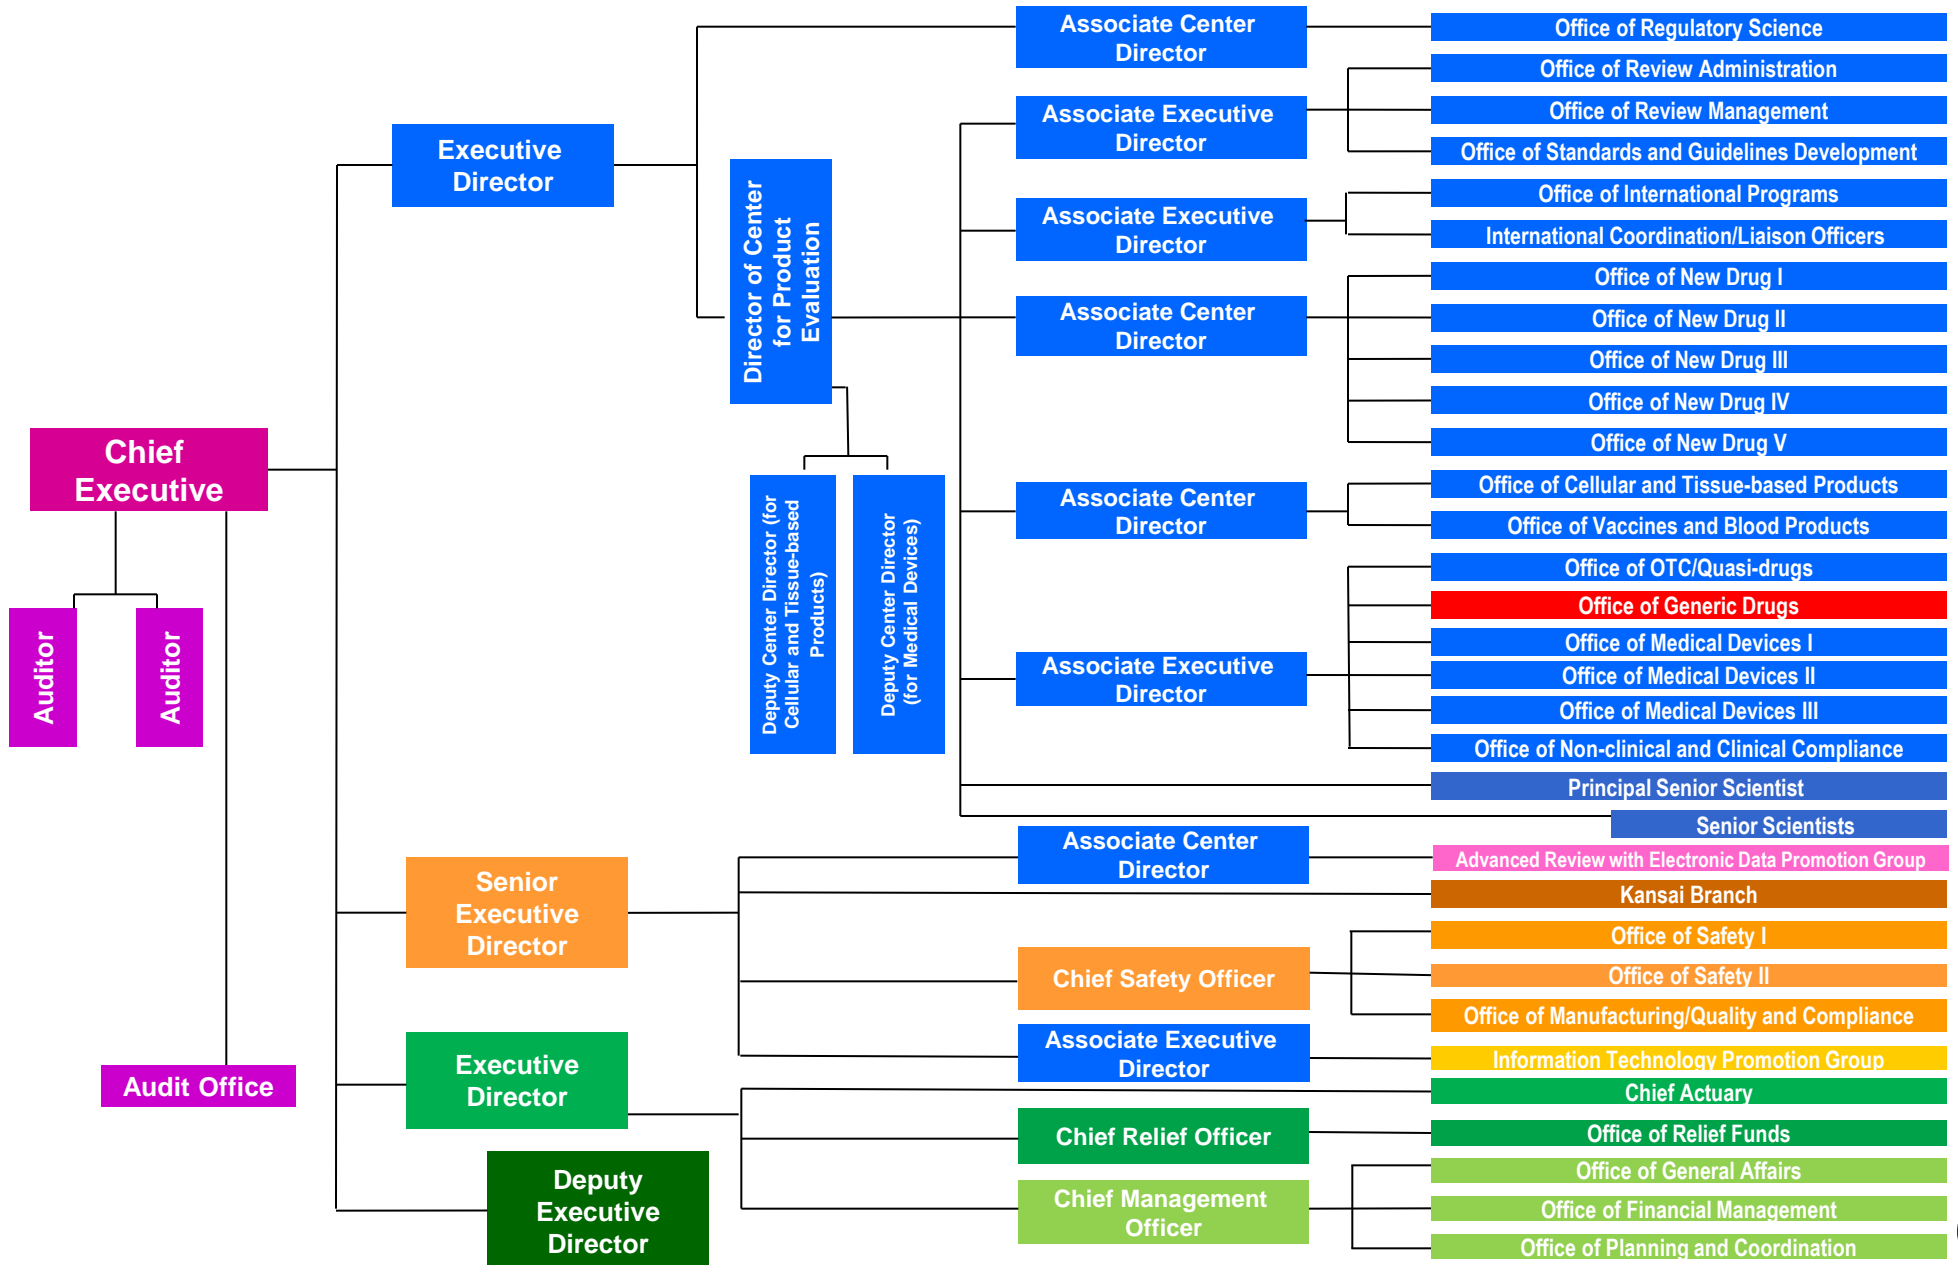 Associate Center
Director
Office of Regulatory Science
Office of Review Administration
Associate Executive
Director
Office of Review Management
Office of Standards and Guidelines Development
Executive
Director
Director of Center
for Product
Evaluation
Associate Executive
Director
Office of International Programs
International Coordination/Liaison Officers
Associate Center
Director
Office of New Drug I
Office of New Drug II
Office of New Drug III
Office of New Drug IV
Office of New Drug V
Chief
Executive
Deputy Center Director (for
Cellular and Tissue-based
Products)
Deputy Center Director
(for Medical Devices)
Associate Center
Director
Office of Cellular and Tissue-based Products
Office of Vaccines and Blood Products
Auditor
Auditor
Associate Executive
Director
Office of OTC/Quasi-drugs
Office of Generic Drugs
Office of Medical Devices I
Office of Medical Devices II
Office of Medical Devices III
Office of Non-clinical and Clinical Compliance
Principal Senior Scientist
Senior Scientists
Senior
Executive
Director
Associate Center
Director
Advanced Review with Electronic Data Promotion Group
Kansai Branch
Chief Safety Officer
Office of Safety I
Office of Safety II
Office of Manufacturing/Quality and Compliance
Associate Executive
Director
Information Technology Promotion Group
Audit Office
Executive
Director
Chief Actuary
Chief Relief Officer
Office of Relief Funds
Deputy
Executive
Director
Chief Management
Officer
Office of General Affairs
Office of Financial Management
Office of Planning and Coordination